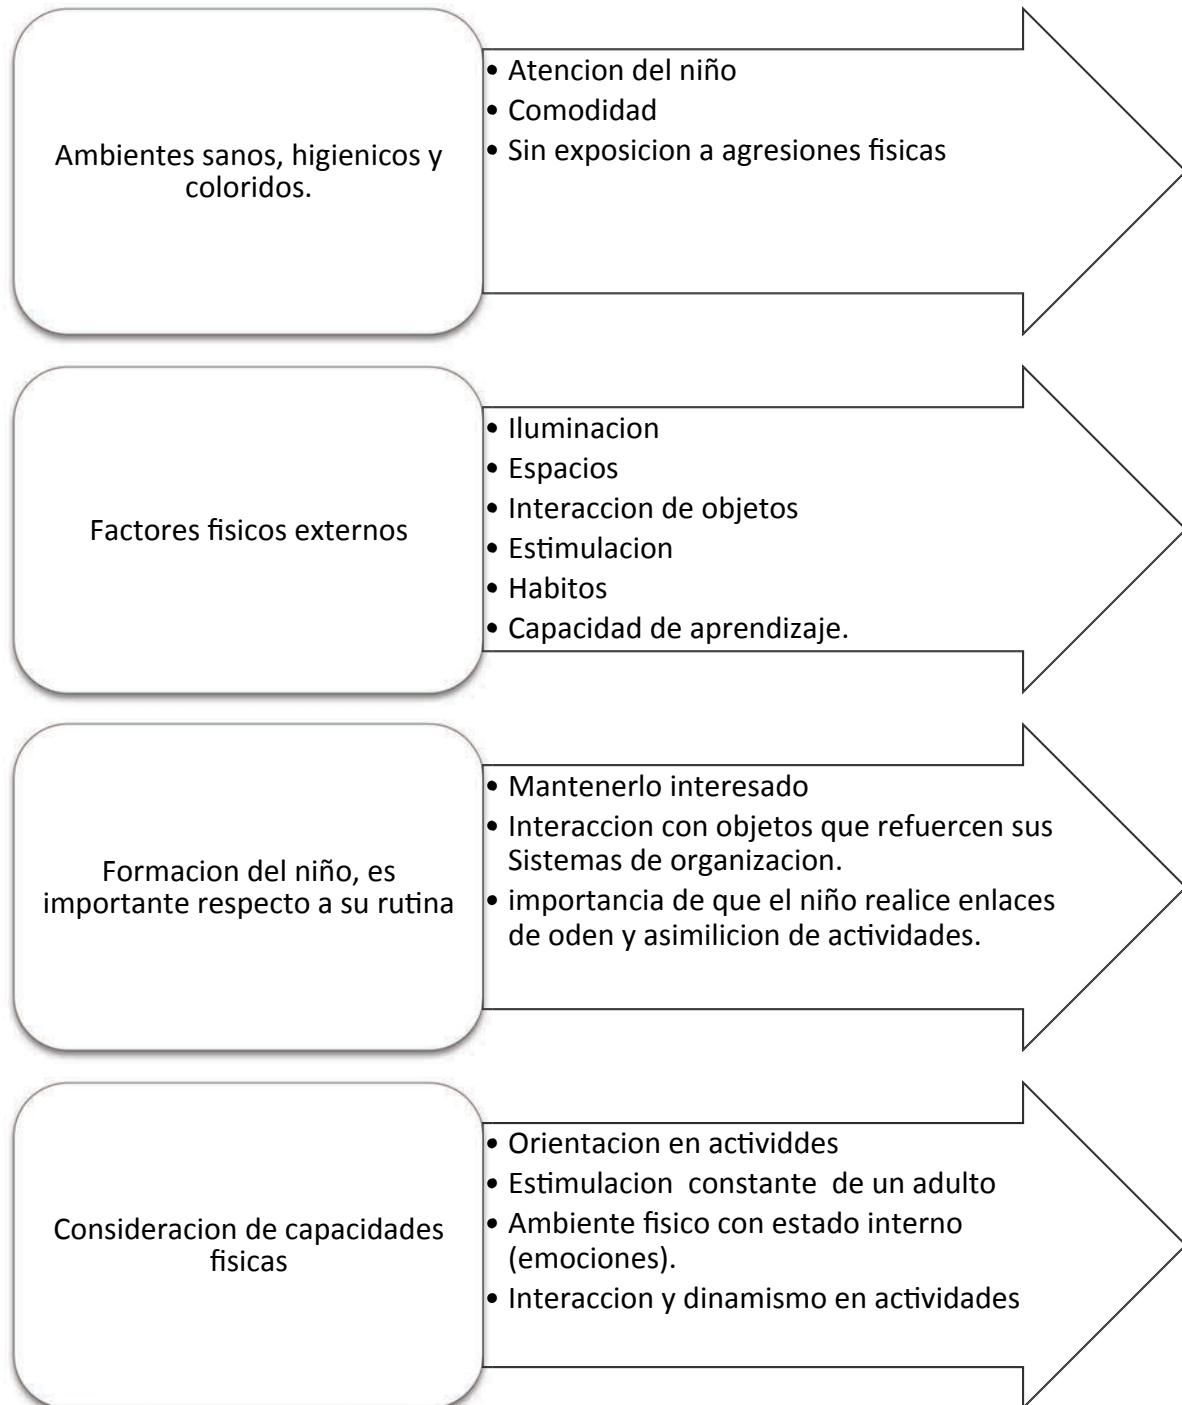 Ambientes sanos, higienicos y
coloridos.
• Atencion del niño
• Comodidad
• Sin exposicion a agresiones fisicas
Factores fisicos externos
• Iluminacion
• Espacios
• Interaccion de objetos
• Estimulacion
• Habitos
• Capacidad de aprendizaje.
Formacion del niño, es
importante respecto a su rutina
• Mantenerlo interesado
• Interaccion con objetos que refuercen sus
Sistemas de organizacion.
• importancia de que el niño realice enlaces
de oden y asimilicion de actividades.
Consideracion de capacidades
fisicas
• Orientacion en actividdes
• Estimulacion  constante  de un adulto
• Ambiente fisico con estado interno
(emociones).
• Interaccion y dinamismo en actividades